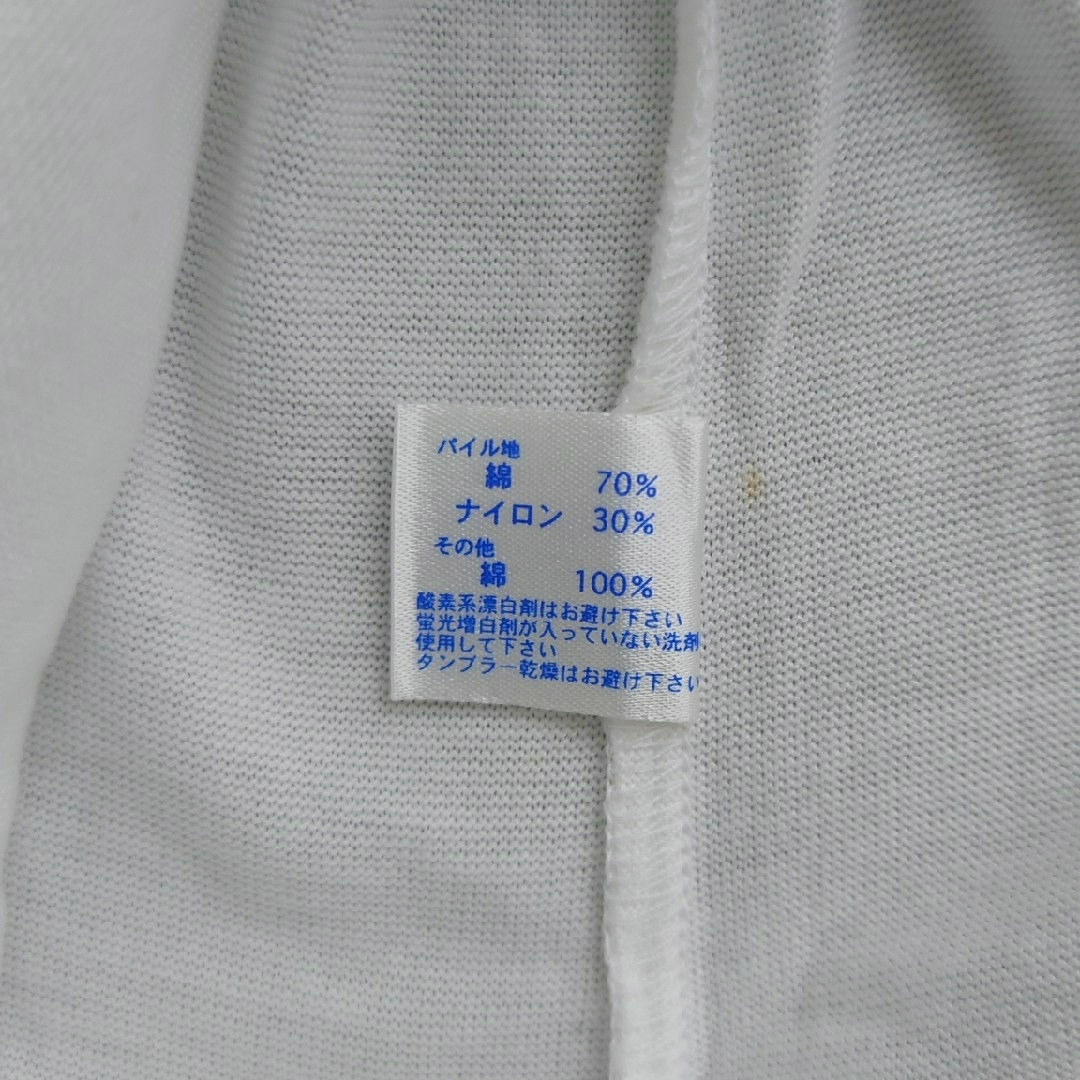 パイル地
綿 70%
ナイロン 30%
その他
綿 100%
酸素系漂白剤はお避け下さい
蛍光増白剤が入っていない洗剤
使用して下さい
タンブラー乾燥はお避け下さい